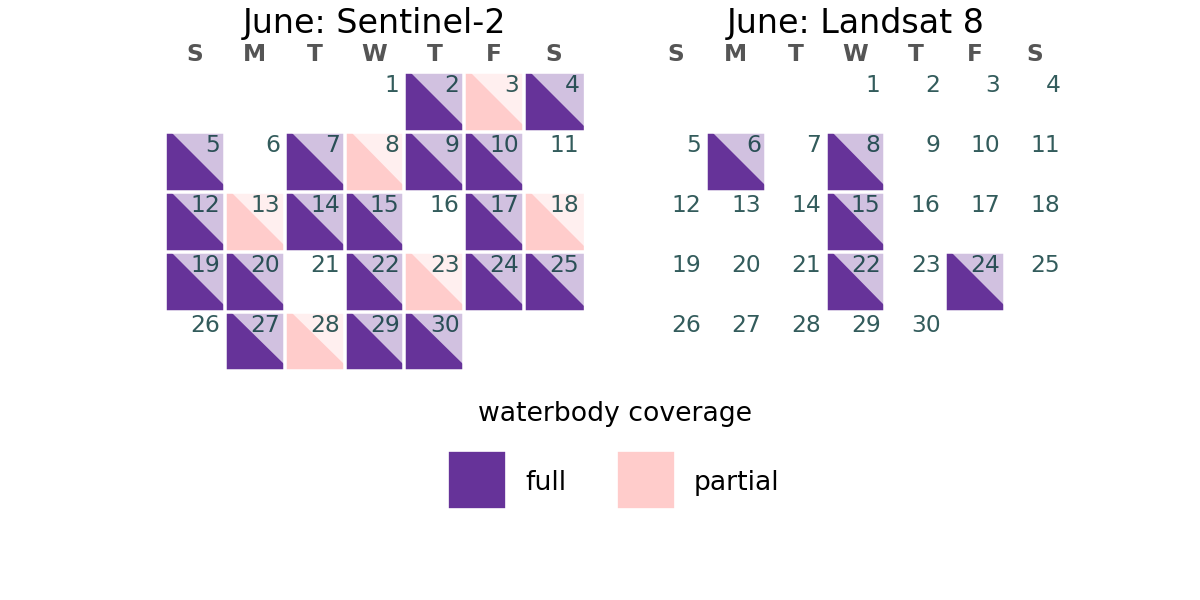 June: Sentinel-2
S M T W T F S
1 2 3 4
5 6 7 8 9 10 11
12 13 14 15 16 17 18
19 20 21 22 23 24 25
26 27 28 29 30
June: Landsat 8
S M T W T F S
1 2 3 4
5 6 7 8 9 10 11
12 13 14 15 16 17 18
19 20 21 22 23 24 25
26 27 28 29 30
waterbody coverage
full
partial